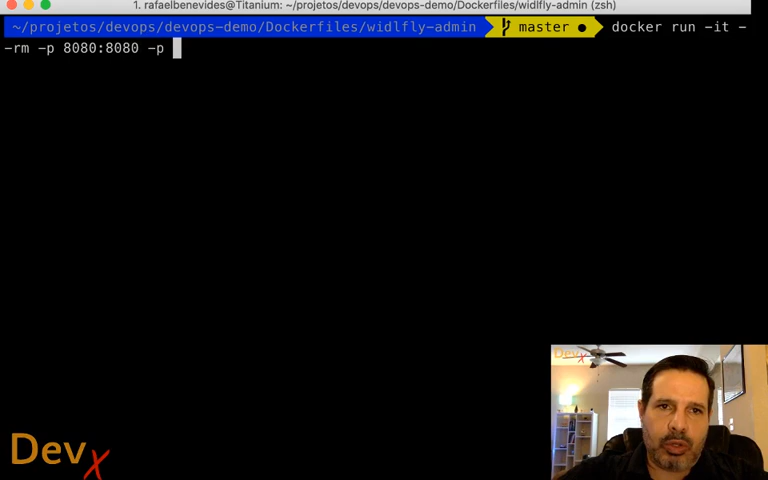 1. rafaelbenevides@Titanium: ~/projetos/devops/devops-demo/Dockerfiles/widlfly-admin (zsh)
~/projetos/devops/devops-demo/Dockerfiles/widlfly-admin master ● docker run -it -
-rm -p 8080:8080 -p
Dev x
Dev x